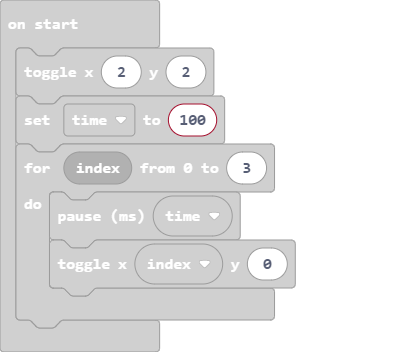 on start
toggle x 2 y 2
set time to 100
for index from 0 to 3
do
pause (ms) time
toggle x index y 0